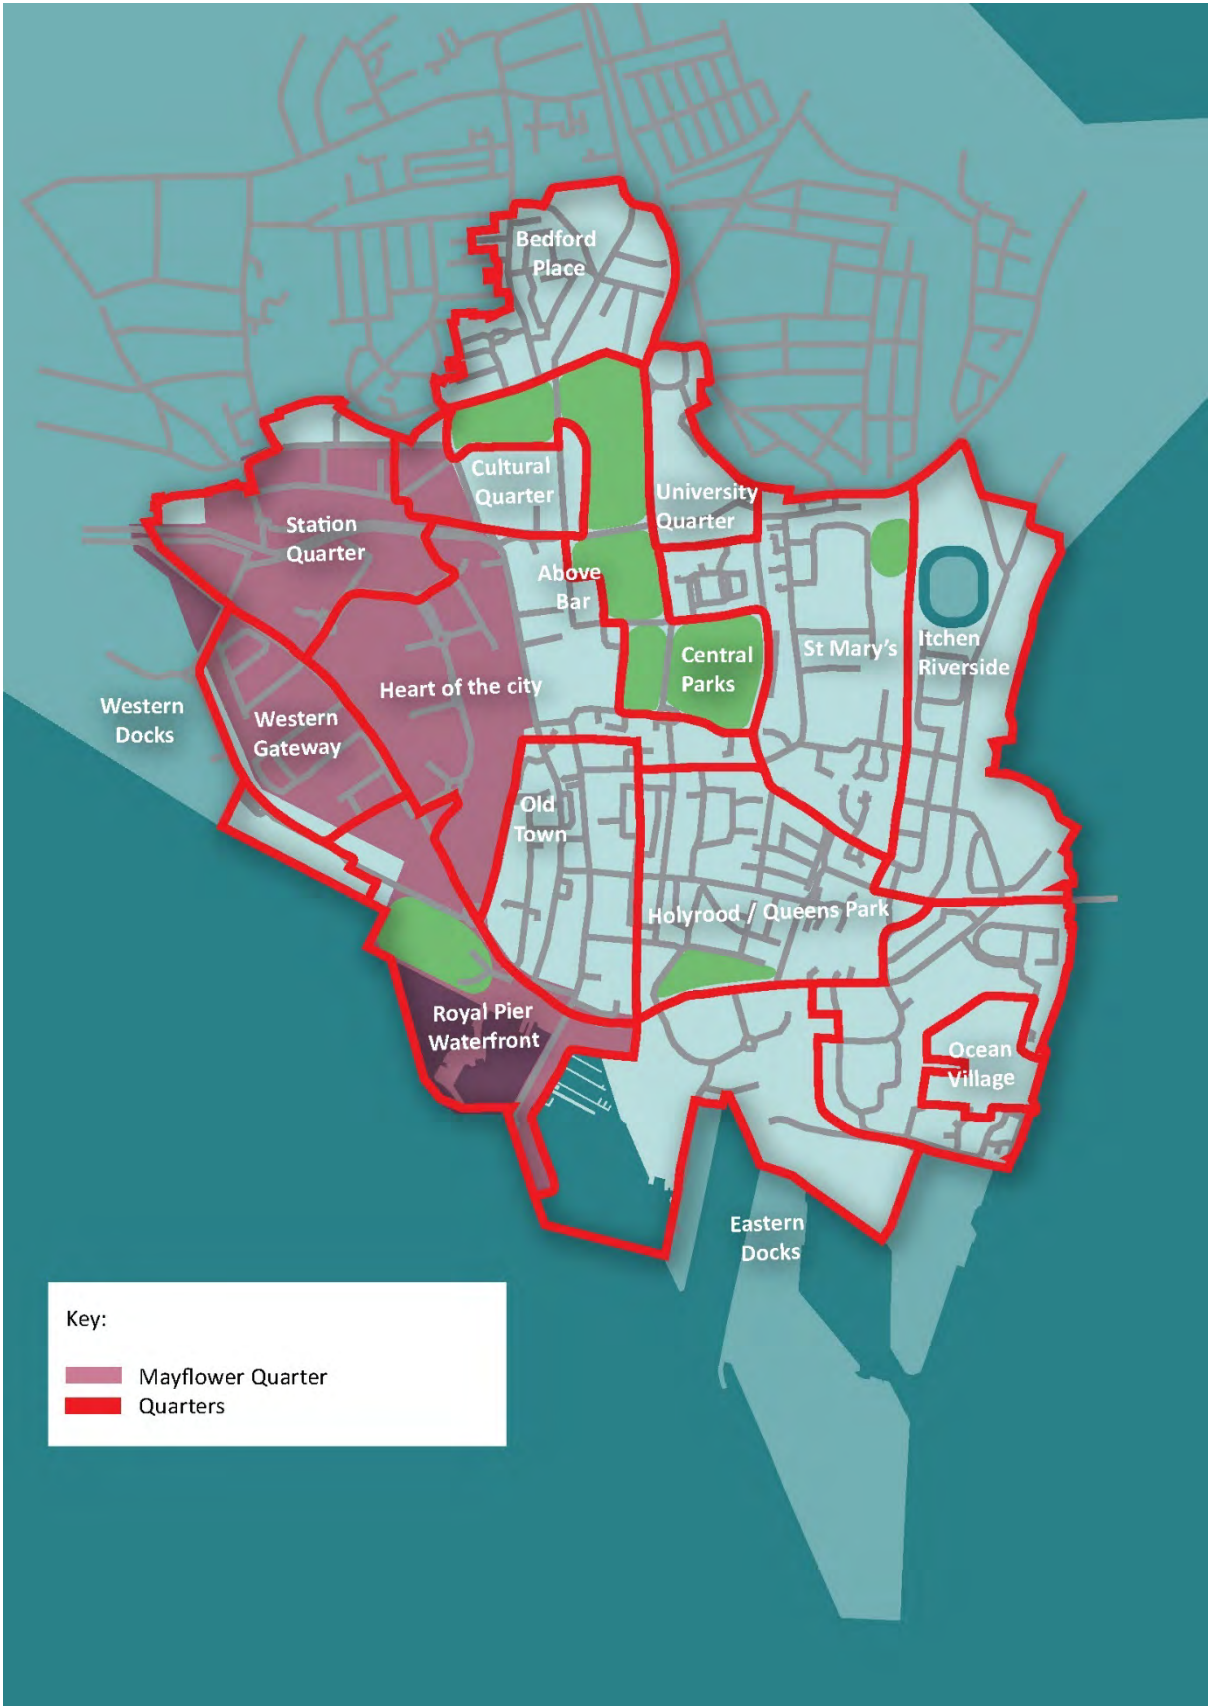 Bedford
Place
Cultural
Quarter
University
Quarter
Station
Quarter
Above
Bar
St Mary's
Itchen
Riverside
Central
Parks
Heart of the city
Western
Docks
Western
Gateway
Old
Town
Holyrood / Queens Park
Royal Pier
Waterfront
Ocean
Village
Eastern
Docks
Key:
Mayflower Quarter
Quarters